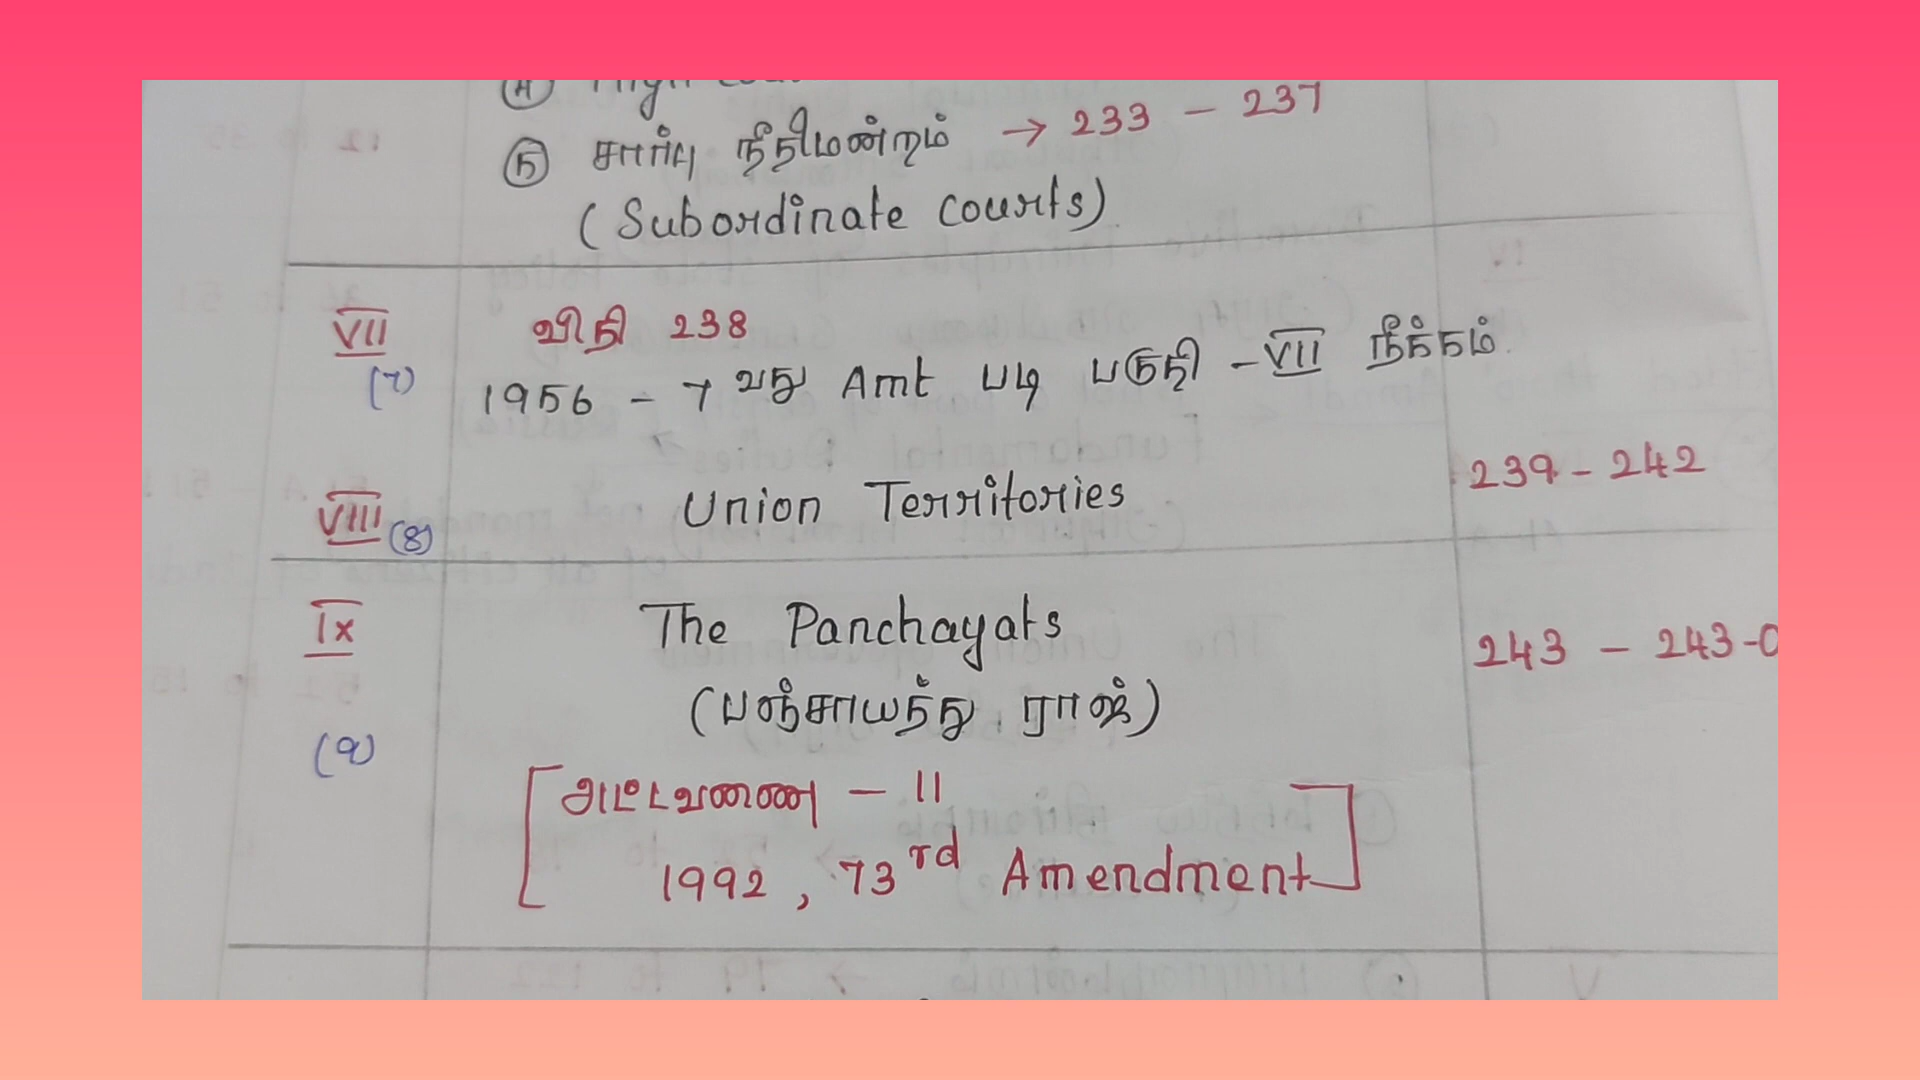 (5) சார்பு நீதிமன்றம் → 233 - 237
(Subordinate courts)
VII விதி 238
(7) 1956 - 7 வது Amt படி பகுதி - VII நீக்கம்.
VIII (8) Union Territories 239 - 242
IX The Panchayats 243 - 243-O
(பஞ்சாயத்து ராஜ்)
(9)
[அட்டவணை - 11
1992, 73rd Amendment]